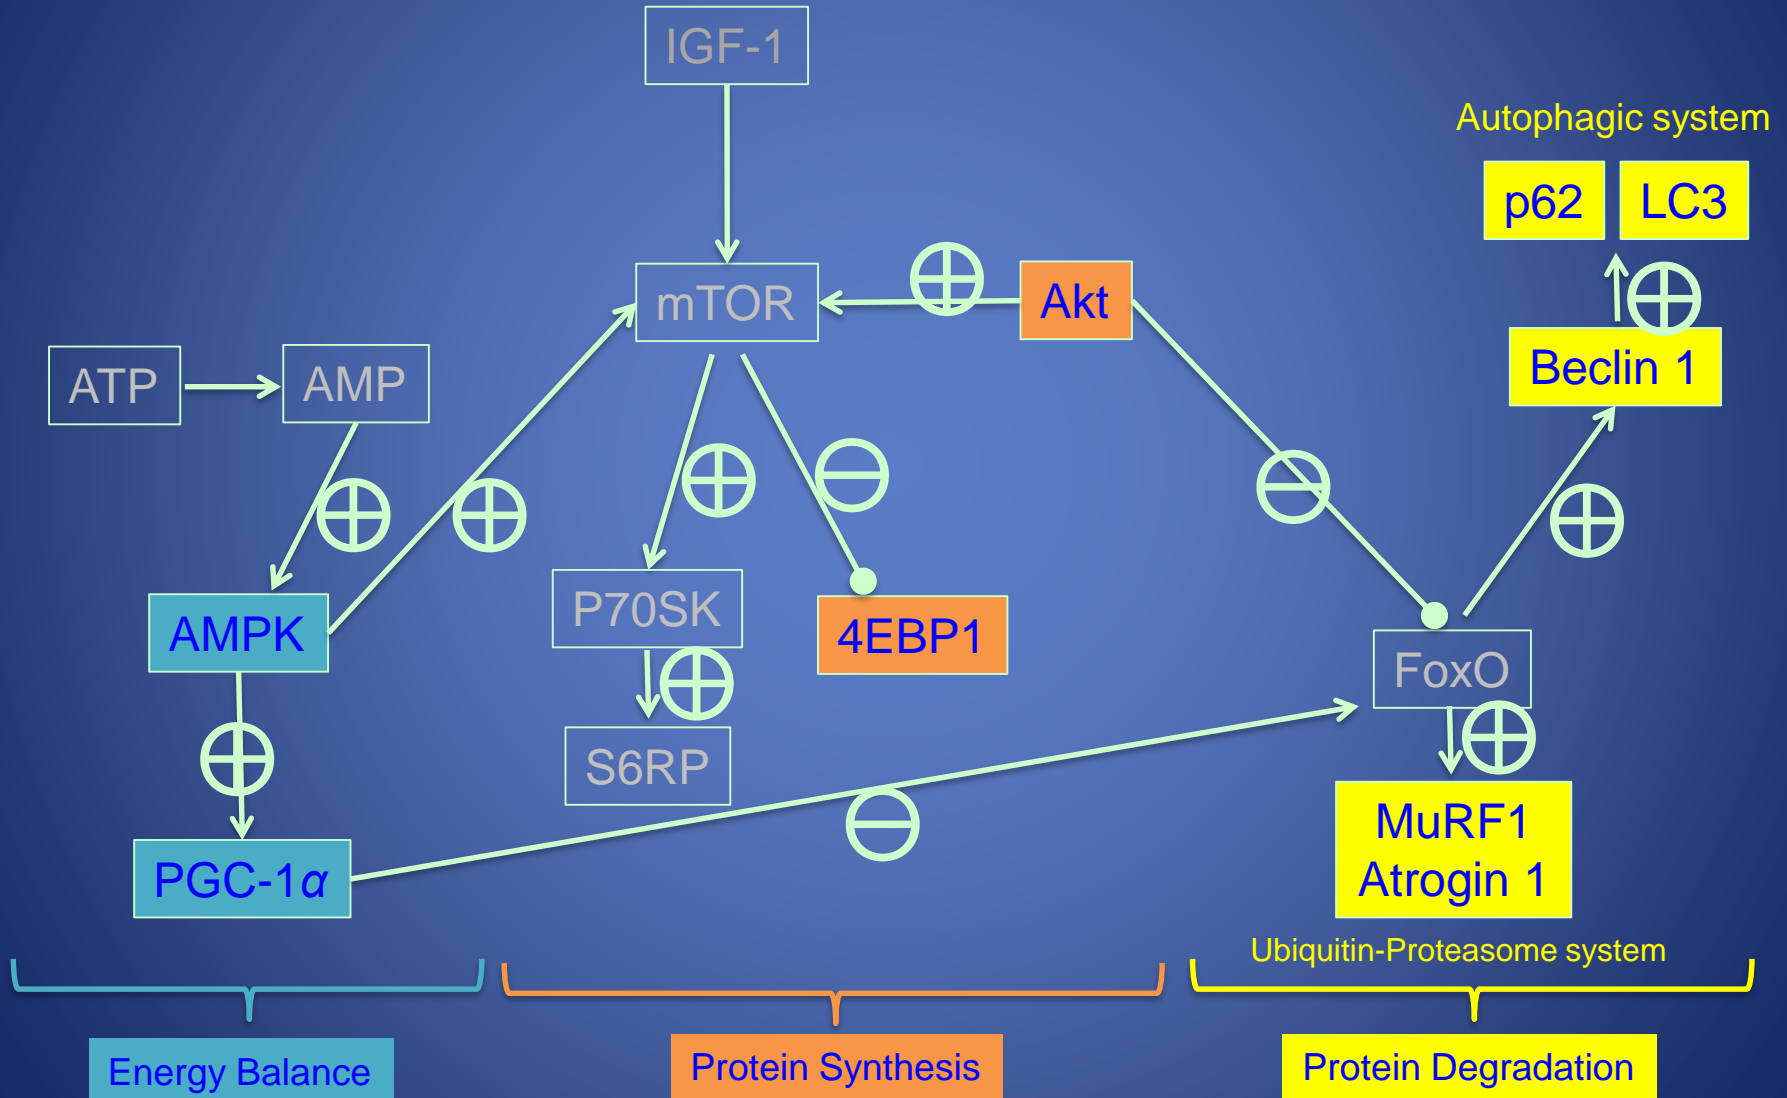 IGF-1
Autophagic system
p62
LC3
mTOR
Akt
ATP
AMP
Beclin 1
AMPK
P70SK
4EBP1
FoxO
S6RP
PGC-1α
MuRF1
Atrogin 1
Ubiquitin-Proteasome system
Energy Balance
Protein Synthesis
Protein Degradation